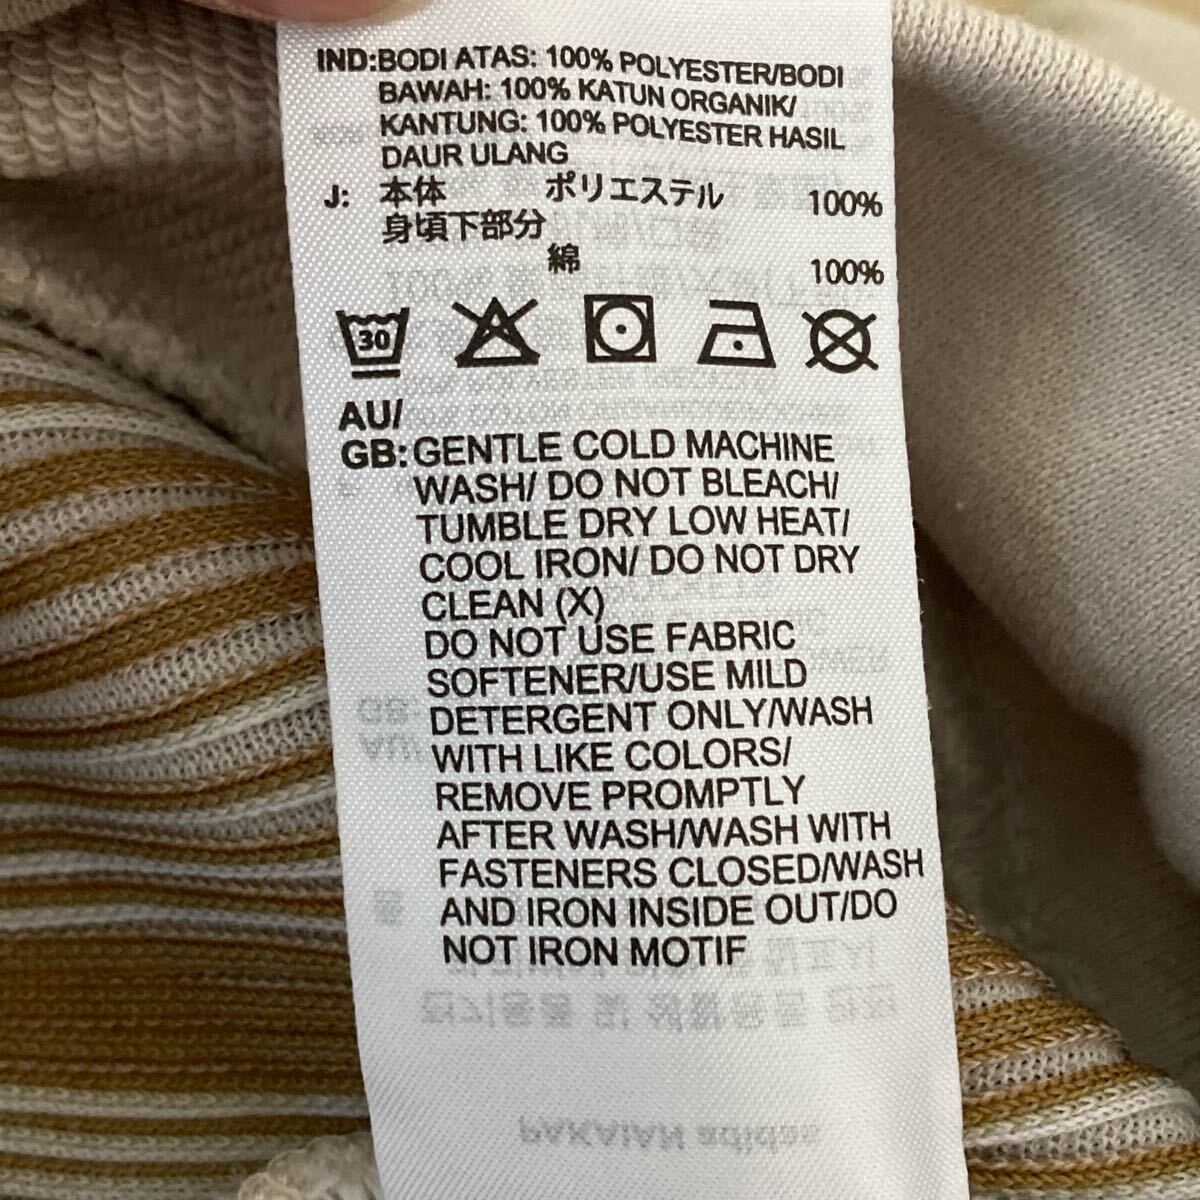 IND:BODI ATAS: 100% POLYESTER/BODI
BAWAH: 100% KATUN ORGANIK/
KANTUNG: 100% POLYESTER HASIL
DAUR ULANG
J: 本体 ポリエステル 100%
身頃下部分
綿 100%
30
AU/
GB:GENTLE COLD MACHINE
WASH/ DO NOT BLEACH/
TUMBLE DRY LOW HEAT/
COOL IRON/ DO NOT DRY
CLEAN (X)
DO NOT USE FABRIC
SOFTENER/USE MILD
DETERGENT ONLY/WASH
WITH LIKE COLORS/
REMOVE PROMPTLY
AFTER WASH/WASH WITH
FASTENERS CLOSED/WASH
AND IRON INSIDE OUT/DO
NOT IRON MOTIF